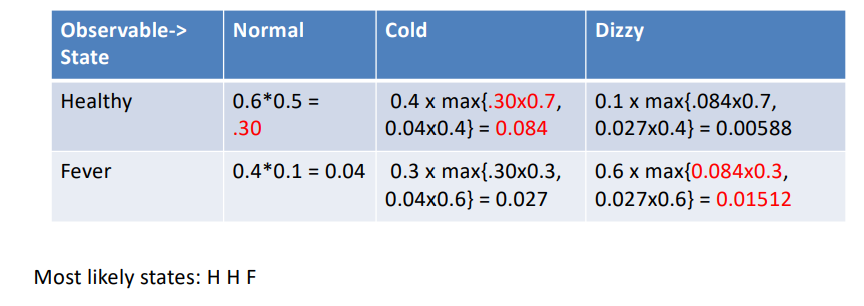 Observable-> Normal Cold Dizzy
State
Healthy 0.6*0.5 = 0.4 x max{.30x0.7, 0.1 x max{.084x0.7,
.30 0.04x0.4} = 0.084 0.027x0.4} = 0.00588
Fever 0.4*0.1 = 0.04 0.3 x max{.30x0.3, 0.6 x max{0.084x0.3,
0.04x0.6} = 0.027 0.027x0.6} = 0.01512
Most likely states: H H F